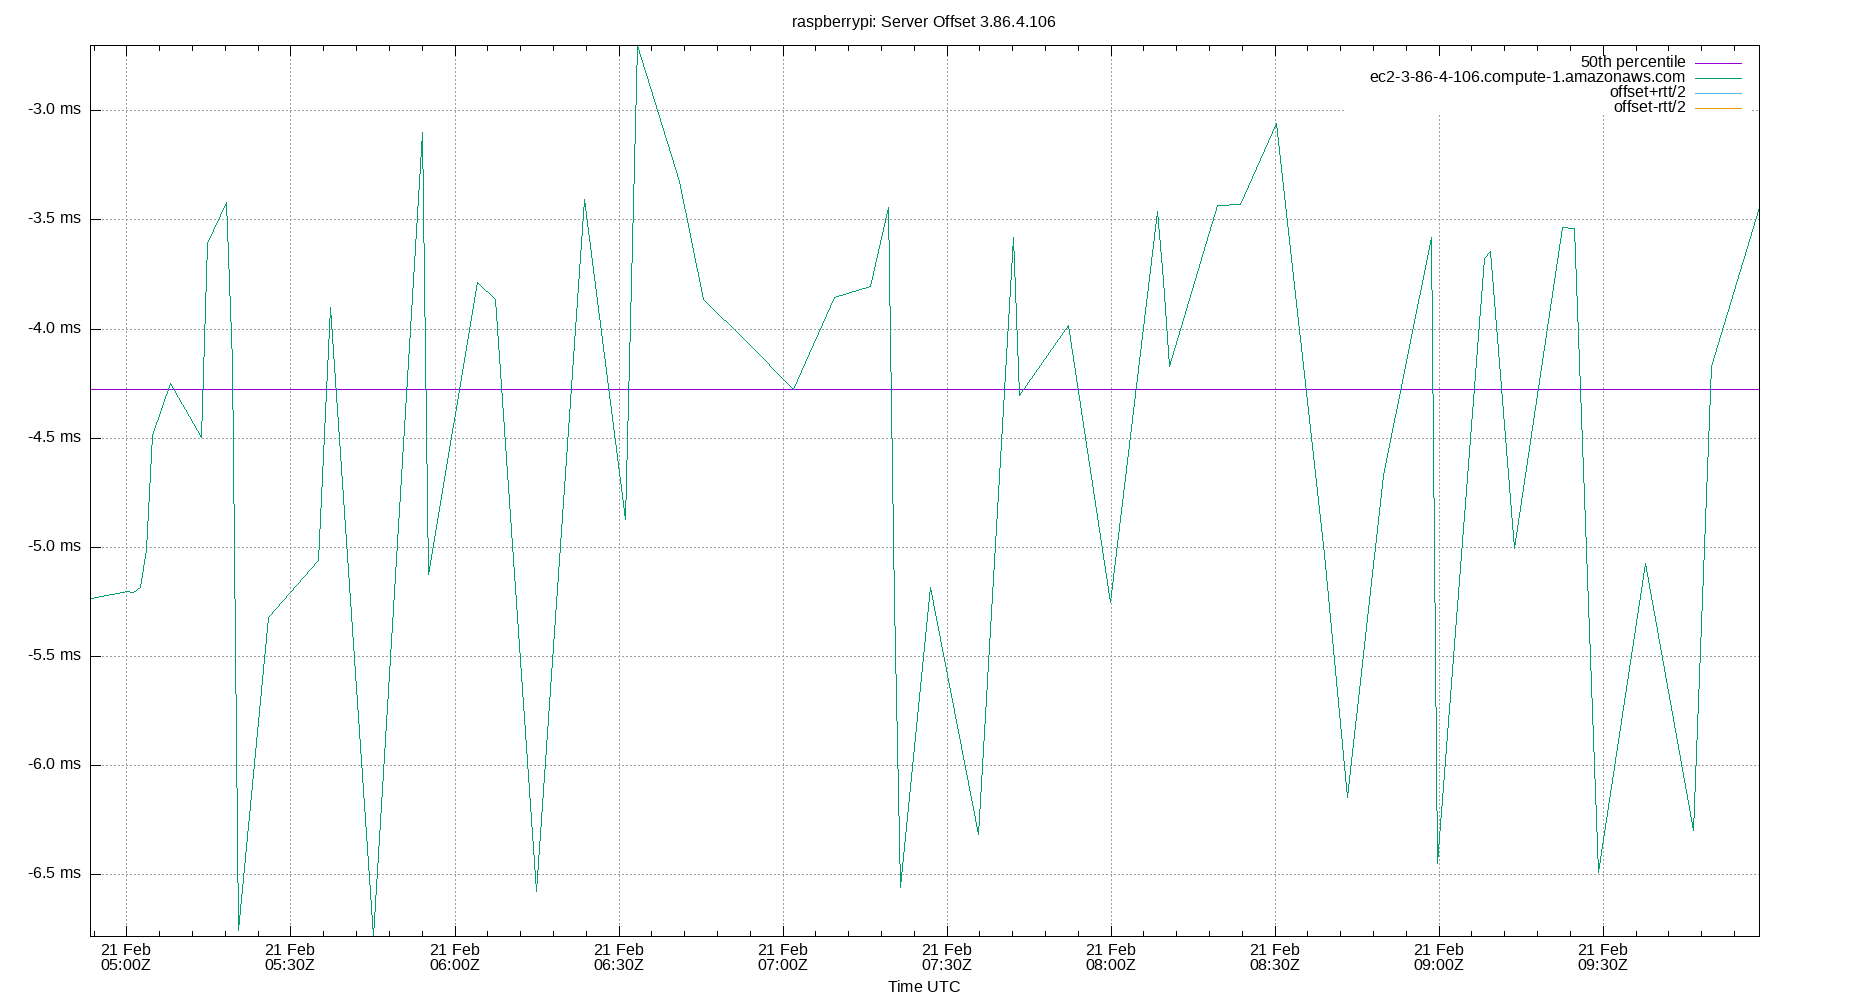 raspberrypi: Server Offset 3.86.4.106
50th percentile
ec2-3-86-4-106.compute-1.amazonaws.com
offset+rtt/2
offset-rtt/2
-3.0 ms
-3.5 ms
-4.0 ms
-4.5 ms
-5.0 ms
-5.5 ms
-6.0 ms
-6.5 ms
21 Feb 21 Feb 21 Feb 21 Feb 21 Feb 21 Feb 21 Feb 21 Feb 21 Feb 21 Feb
05:00Z 05:30Z 06:00Z 06:30Z 07:00Z 07:30Z 08:00Z 08:30Z 09:00Z 09:30Z
Time UTC